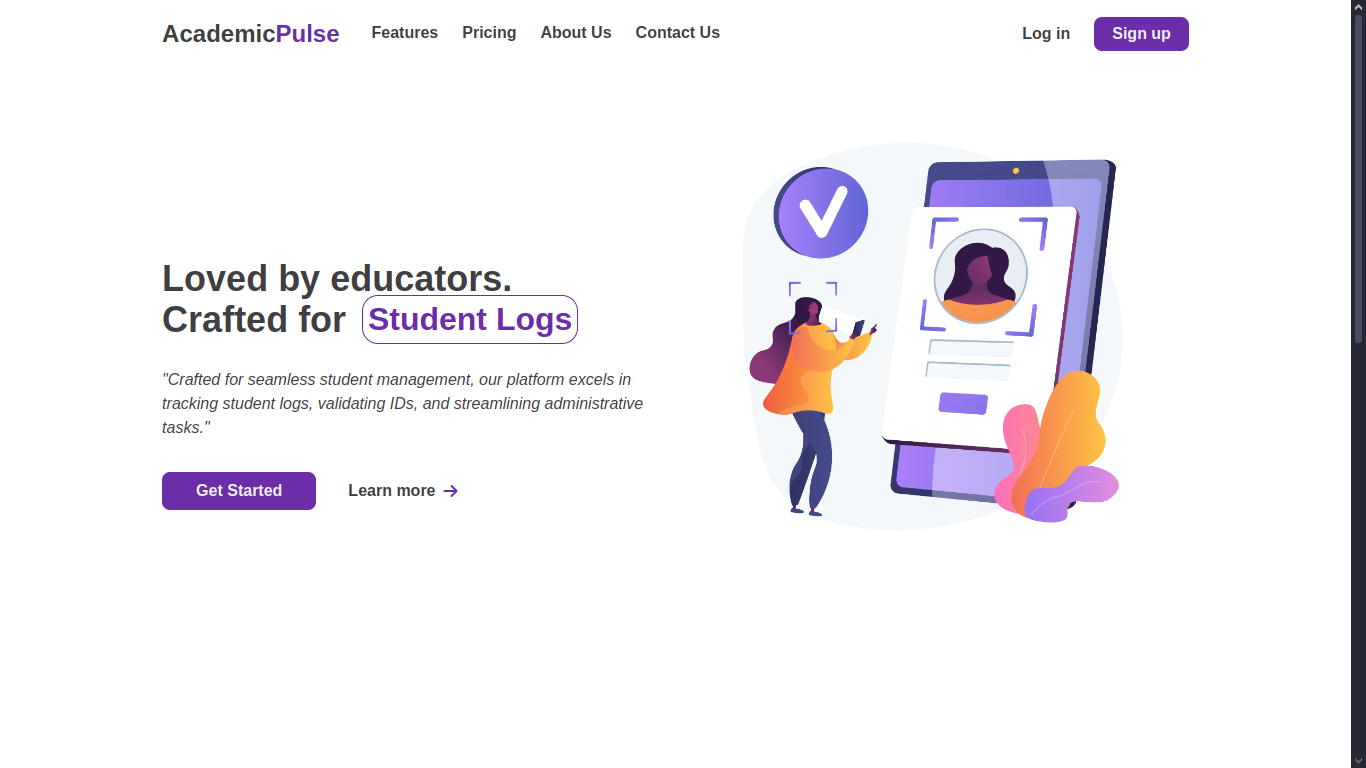 AcademicPulse Features Pricing About Us Contact Us Log in Sign up
Loved by educators.
Crafted for Student Logs
"Crafted for seamless student management, our platform excels in
tracking student logs, validating IDs, and streamlining administrative
tasks."
Get Started Learn more